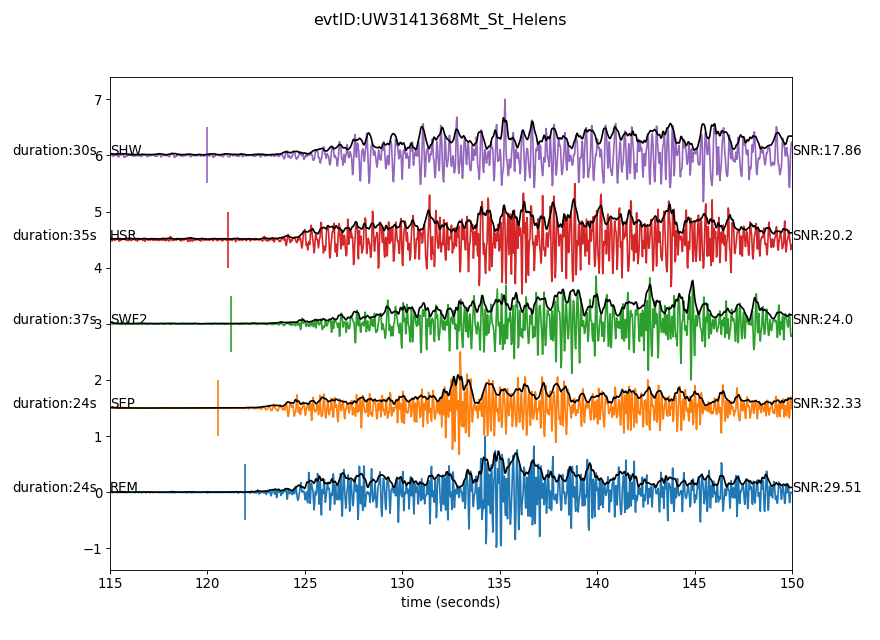 evtID:UW3141368Mt_St_Helens
7
duration:30s SHW SNR:17.86
6
5
duration:35s HSR SNR:20.2
4
duration:37s SWF2 SNR:24.0
3
2
duration:24s SEP SNR:32.33
1
duration:24s REM SNR:29.51
0
−1
115 120 125 130 135 140 145 150
time (seconds)